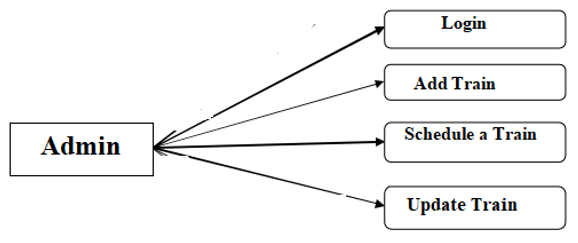 Login
Add Train
Admin
Schedule a Train
Update Train